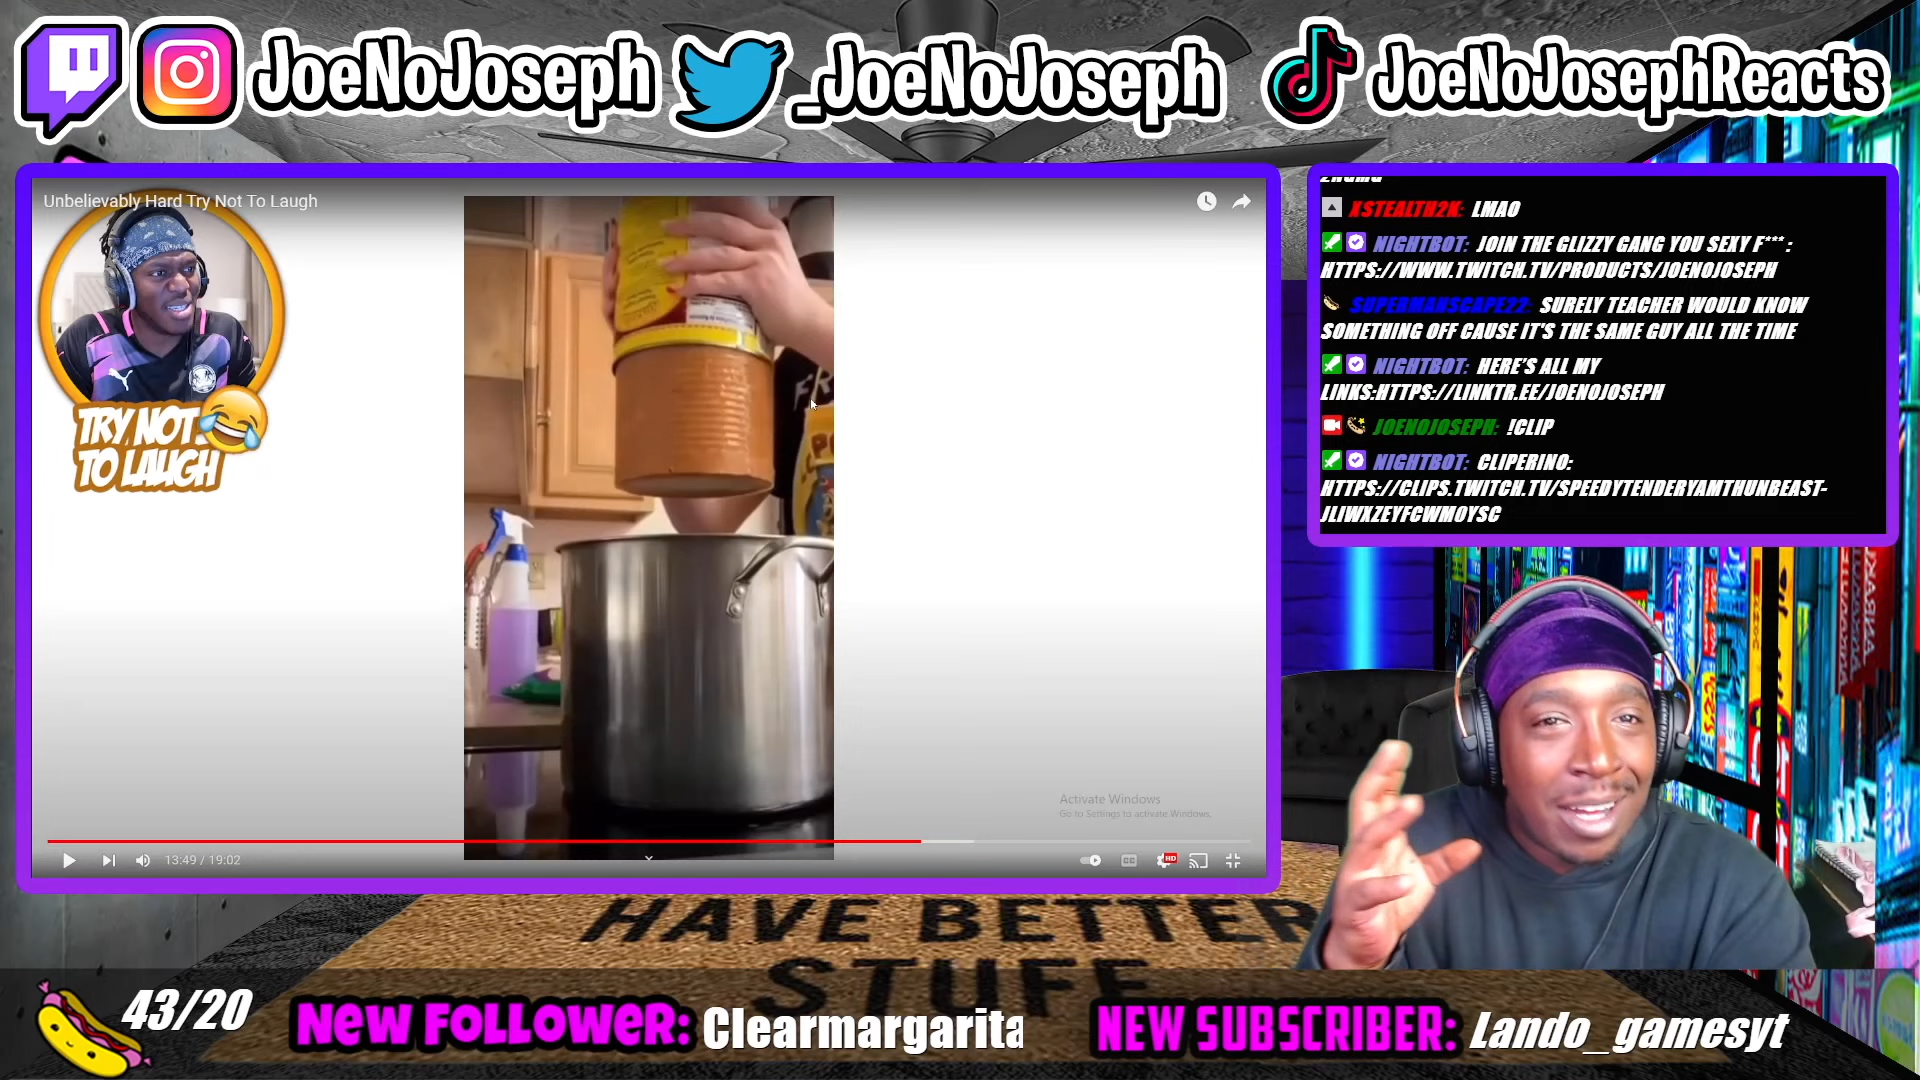 JoeNoJoseph
_JoeNoJoseph
JoeNoJosephReacts
Unbelievably Hard Try Not To Laugh
TRY NOT
TO LAUGH
Activate Windows
Go to Settings to activate Windows.
13:49 / 19:02
HD
CC
XSTEALTH2K: LMAO
NIGHTBOT: JOIN THE GLIZZY GANG YOU SEXY F*** :
HTTPS://WWW.TWITCH.TV/PRODUCTS/JOENOJOSEPH
SUPERMANSCAPE22: SURELY TEACHER WOULD KNOW
SOMETHING OFF CAUSE IT'S THE SAME GUY ALL THE TIME
NIGHTBOT: HERE'S ALL MY
LINKS:HTTPS://LINKTR.EE/JOENOJOSEPH
JOENOJOSEPH: !CLIP
NIGHTBOT: CLIPERINO:
HTTPS://CLIPS.TWITCH.TV/SPEEDYTENDERYAMTHUNBEAST-
JLIWXZEYFCWM0YSC
HAVE BETTER
STUFF
43/20
NEW FOLLOWER: Clearmargarita
NEW SUBSCRIBER: Lando_gamesyt